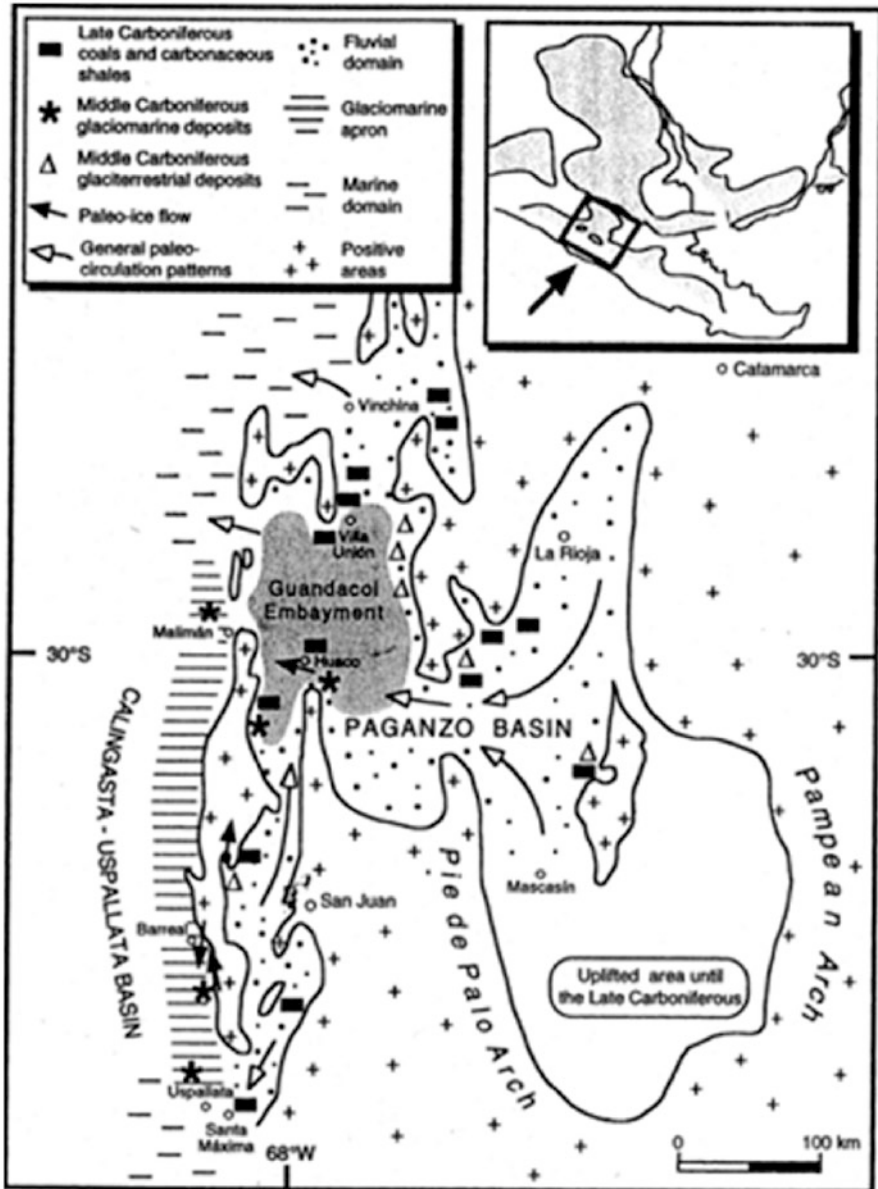 Late Carboniferous
coals and carbonaceous
shales
Middle Carboniferous
glaciomarine deposits
Middle Carboniferous
glaciterrestrial deposits
Paleo-ice flow
General paleo-
circulation patterns
Fluvial
domain
Glaciomarine
apron
Marine
domain
Positive
areas
Catamarca
Vinchina
Villa
Unión
La Rioja
Guandacol
Embayment
Malimán
30°S
Huaco
30°S
PAGANZO BASIN
CALINGASTA - USPALLATA BASIN
Pie de Palo Arch
Pampean Arch
Mascasín
San Juan
Barreal
Uplifted area until
the Late Carboniferous
Uspallata
Santa
Máxima
68°W
0 100 km